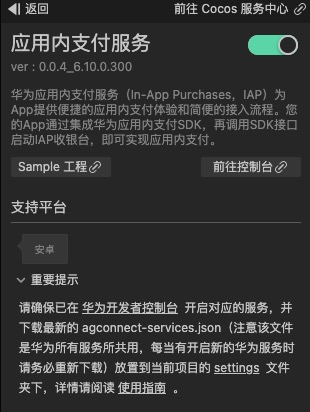 返回 前往 Cocos 服务中心
应用内支付服务
ver : 0.0.4_6.10.0.300
华为应用内支付服务（In-App Purchases，IAP）为
App提供便捷的应用内支付体验和简便的接入流程。您
的App通过集成华为应用内支付SDK，再调用SDK接口
启动IAP收银台，即可实现应用内支付。
Sample 工程 前往控制台
支持平台
安卓
重要提示
请确保已在 华为开发者控制台 开启对应的服务，并
下载最新的 agconnect-services.json（注意该文件
是华为所有服务所共用，每当有开启新的华为服务时
请务必重新下载）放置到当前项目的 settings 文件
夹下，详情请阅读 使用指南 。